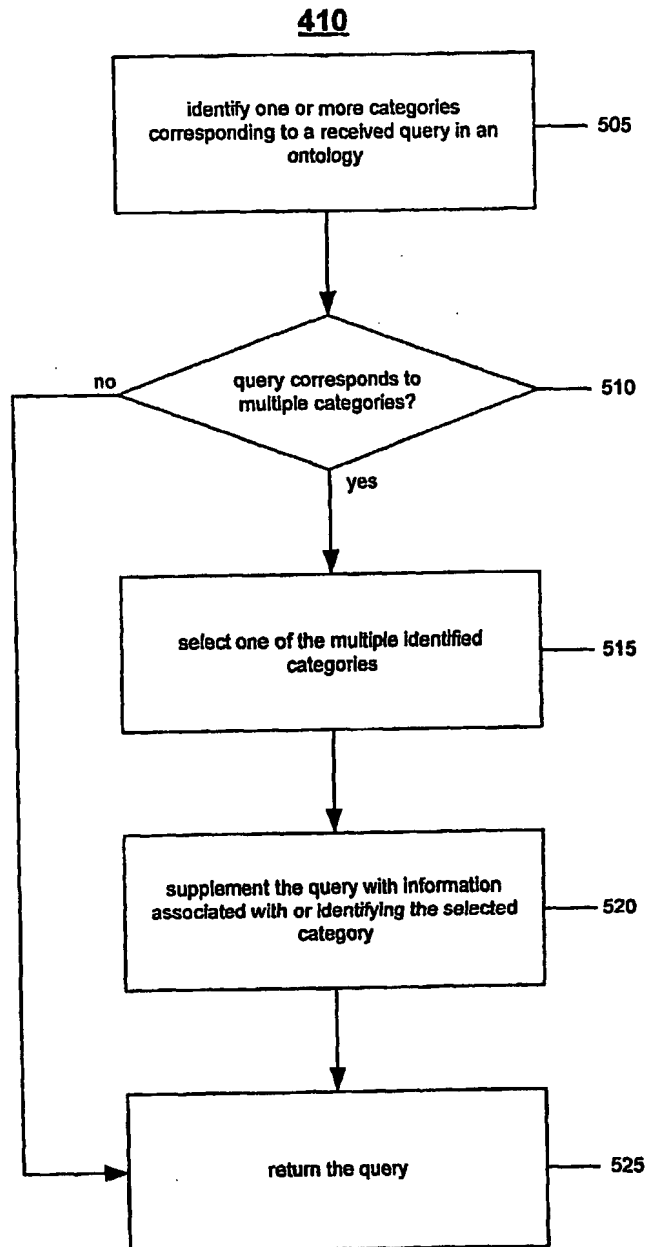 410
identify one or more categories
corresponding to a received query in an
ontology
505
no
query corresponds to
multiple categories?
510
yes
select one of the multiple identified
categories
515
supplement the query with information
associated with or identifying the selected
category
520
return the query
525